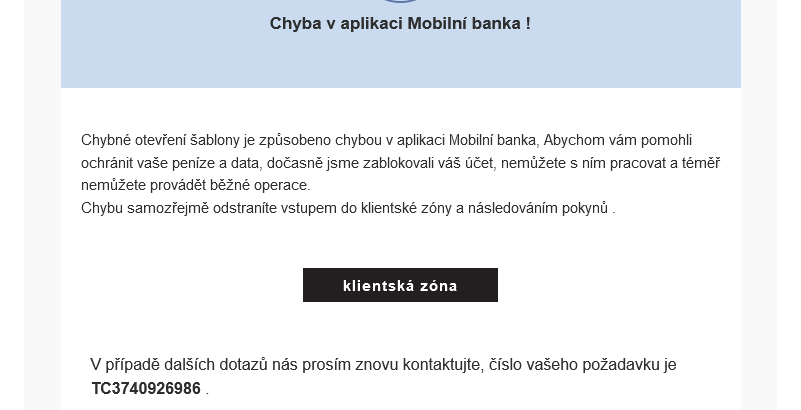 Chyba v aplikaci Mobilní banka !
Chybné otevření šablony je způsobeno chybou v aplikaci Mobilní banka, Abychom vám pomohli
ochránit vaše peníze a data, dočasně jsme zablokovali váš účet, nemůžete s ním pracovat a téměř
nemůžete provádět běžné operace.
Chybu samozřejmě odstraníte vstupem do klientské zóny a následováním pokynů .
klientská zóna
V případě dalších dotazů nás prosím znovu kontaktujte, číslo vašeho požadavku je
TC3740926986 .